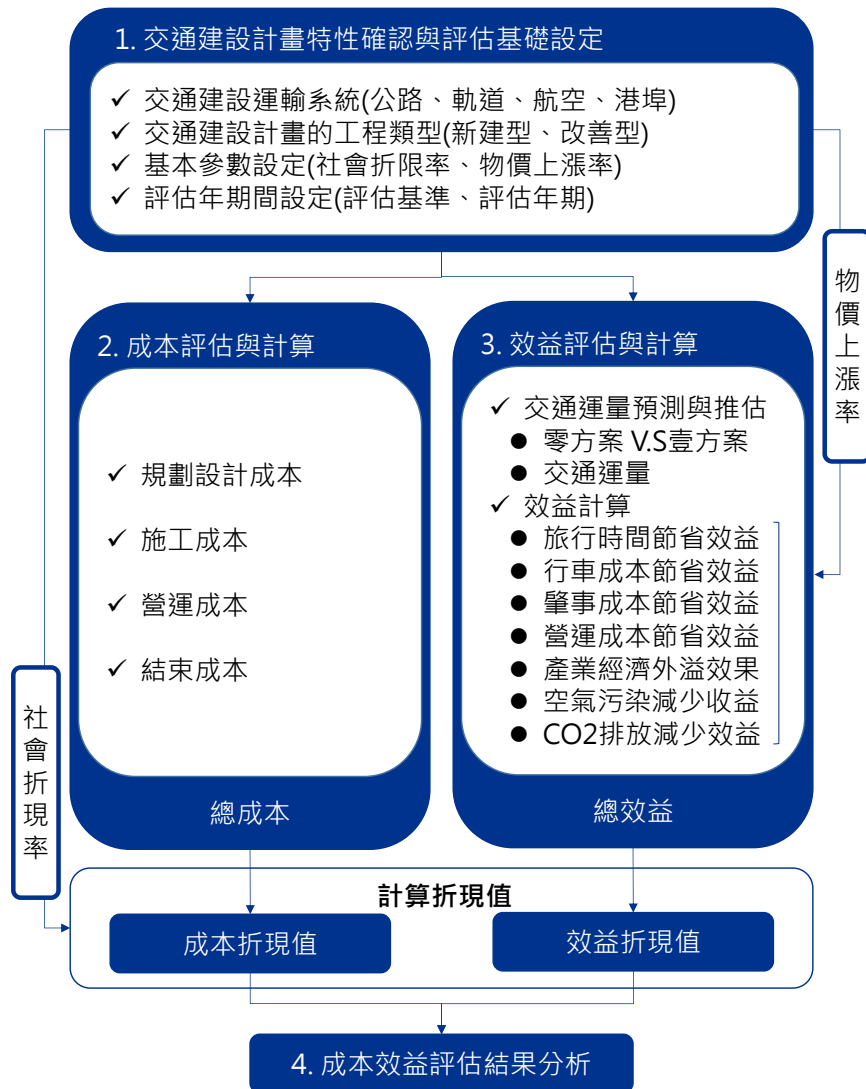 1. 交通建設計畫特性確認與評估基礎設定
✓ 交通建設運輸系統(公路、軌道、航空、港埠)
✓ 交通建設計畫的工程類型(新建型、改善型)
✓ 基本參數設定(社會折限率、物價上漲率)
✓ 評估年期間設定(評估基準、評估年期)
物價上漲率
2. 成本評估與計算
✓ 規劃設計成本
✓ 施工成本
✓ 營運成本
✓ 結束成本
總成本
3. 效益評估與計算
✓ 交通運量預測與推估
● 零方案 V.S壹方案
● 交通運量
✓ 效益計算
● 旅行時間節省效益
● 行車成本節省效益
● 肇事成本節省效益
● 營運成本節省效益
● 產業經濟外溢效果
● 空氣污染減少收益
● CO2排放減少效益
總效益
社會折現率
計算折現值
成本折現值
效益折現值
4. 成本效益評估結果分析